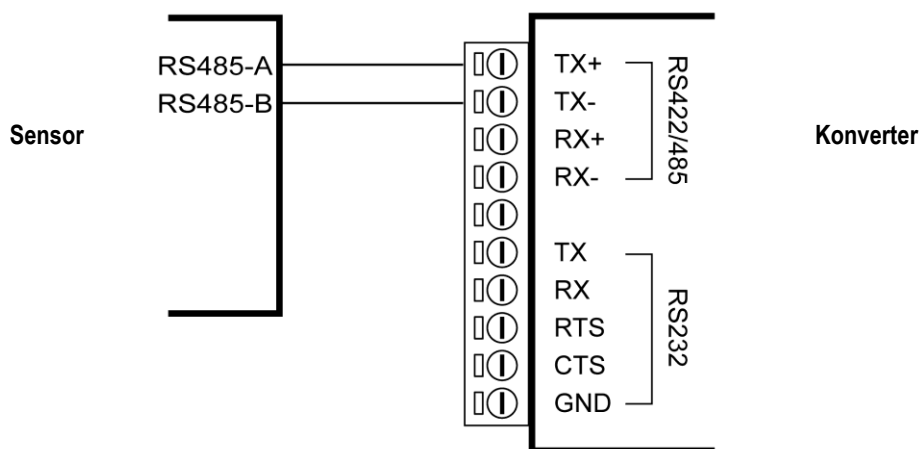 RS485-A
RS485-B
Sensor
TX+
TX-
RX+
RX-
RS422/485
TX
RX
RTS
CTS
GND
RS232
Konverter